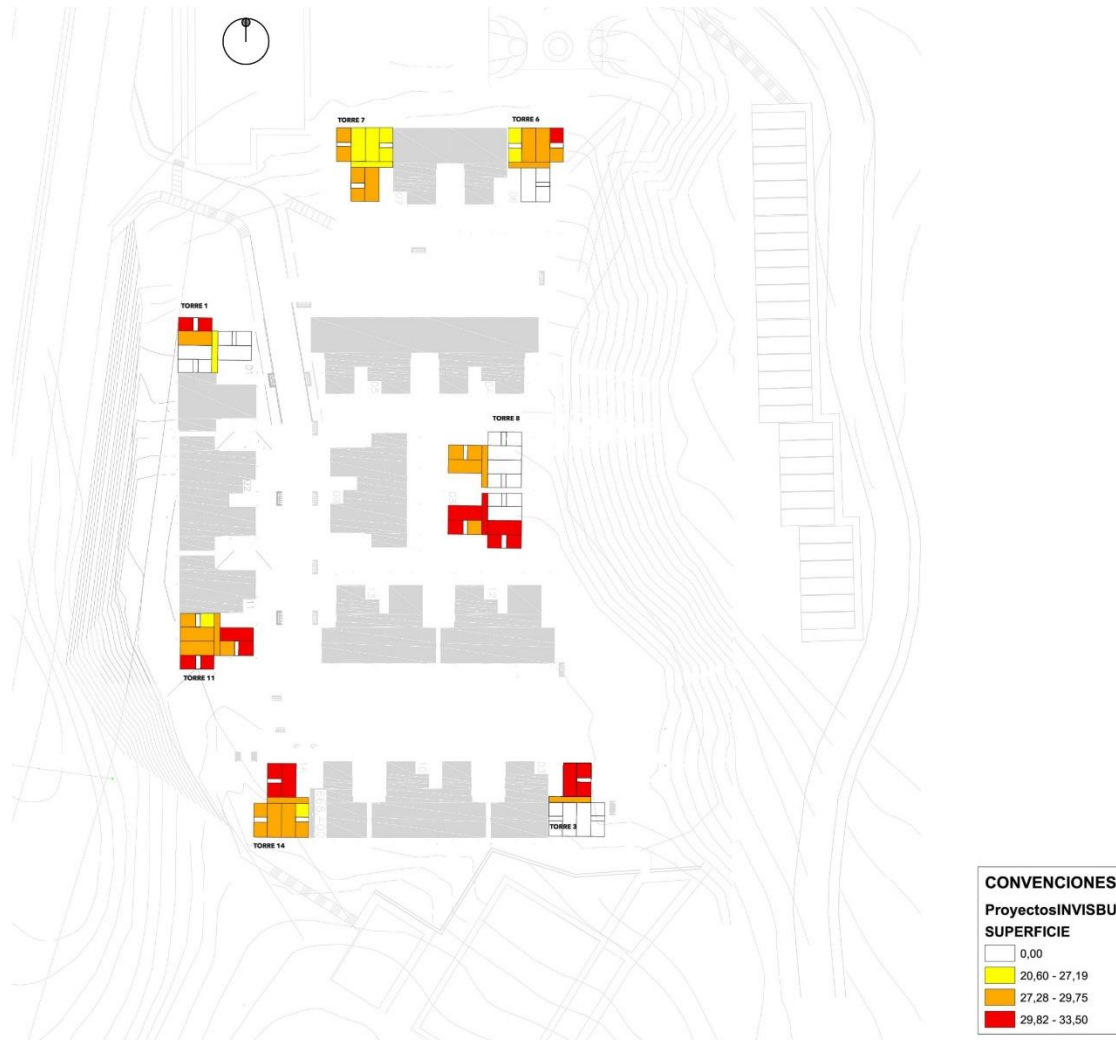 TORRE 7
TORRE 6
TORRE 1
TORRE 8
TORRE 11
TORRE 14
TORRE 3
CONVENCIONES
ProyectosINVISBU
SUPERFICIE
0,00
20,60 - 27,19
27,28 - 29,75
29,82 - 33,50